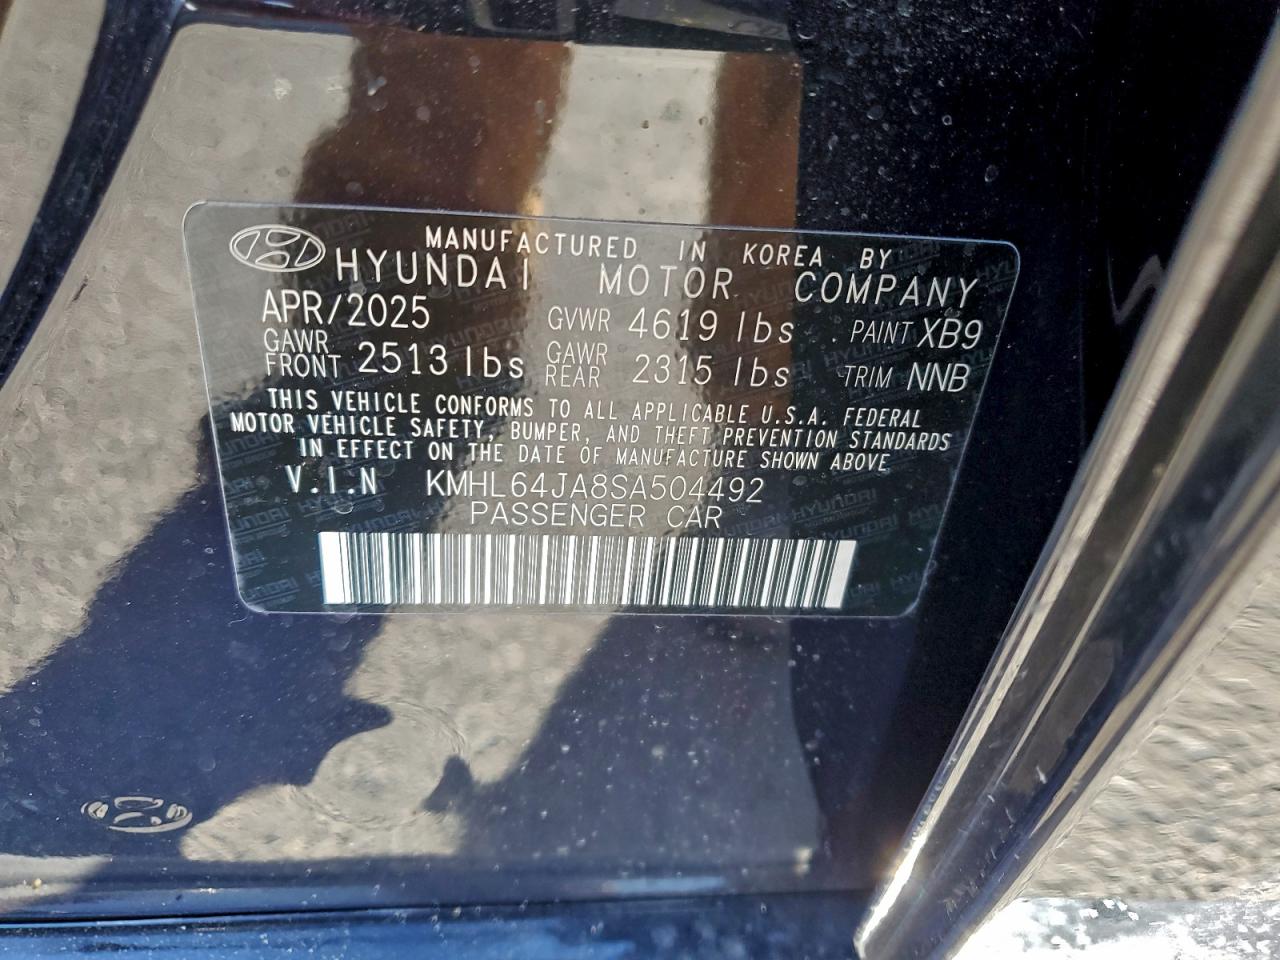 MANUFACTURED IN KOREA BY
HYUNDAI MOTOR COMPANY
APR/2025 GVWR 4619 lbs PAINT XB9
GAWR FRONT 2513 lbs GAWR REAR 2315 lbs TRIM NNB
THIS VEHICLE CONFORMS TO ALL APPLICABLE U.S.A. FEDERAL
MOTOR VEHICLE SAFETY, BUMPER, AND THEFT PREVENTION STANDARDS
IN EFFECT ON THE DATE OF MANUFACTURE SHOWN ABOVE
V.I.N KMHL64JA8SA504492
PASSENGER CAR